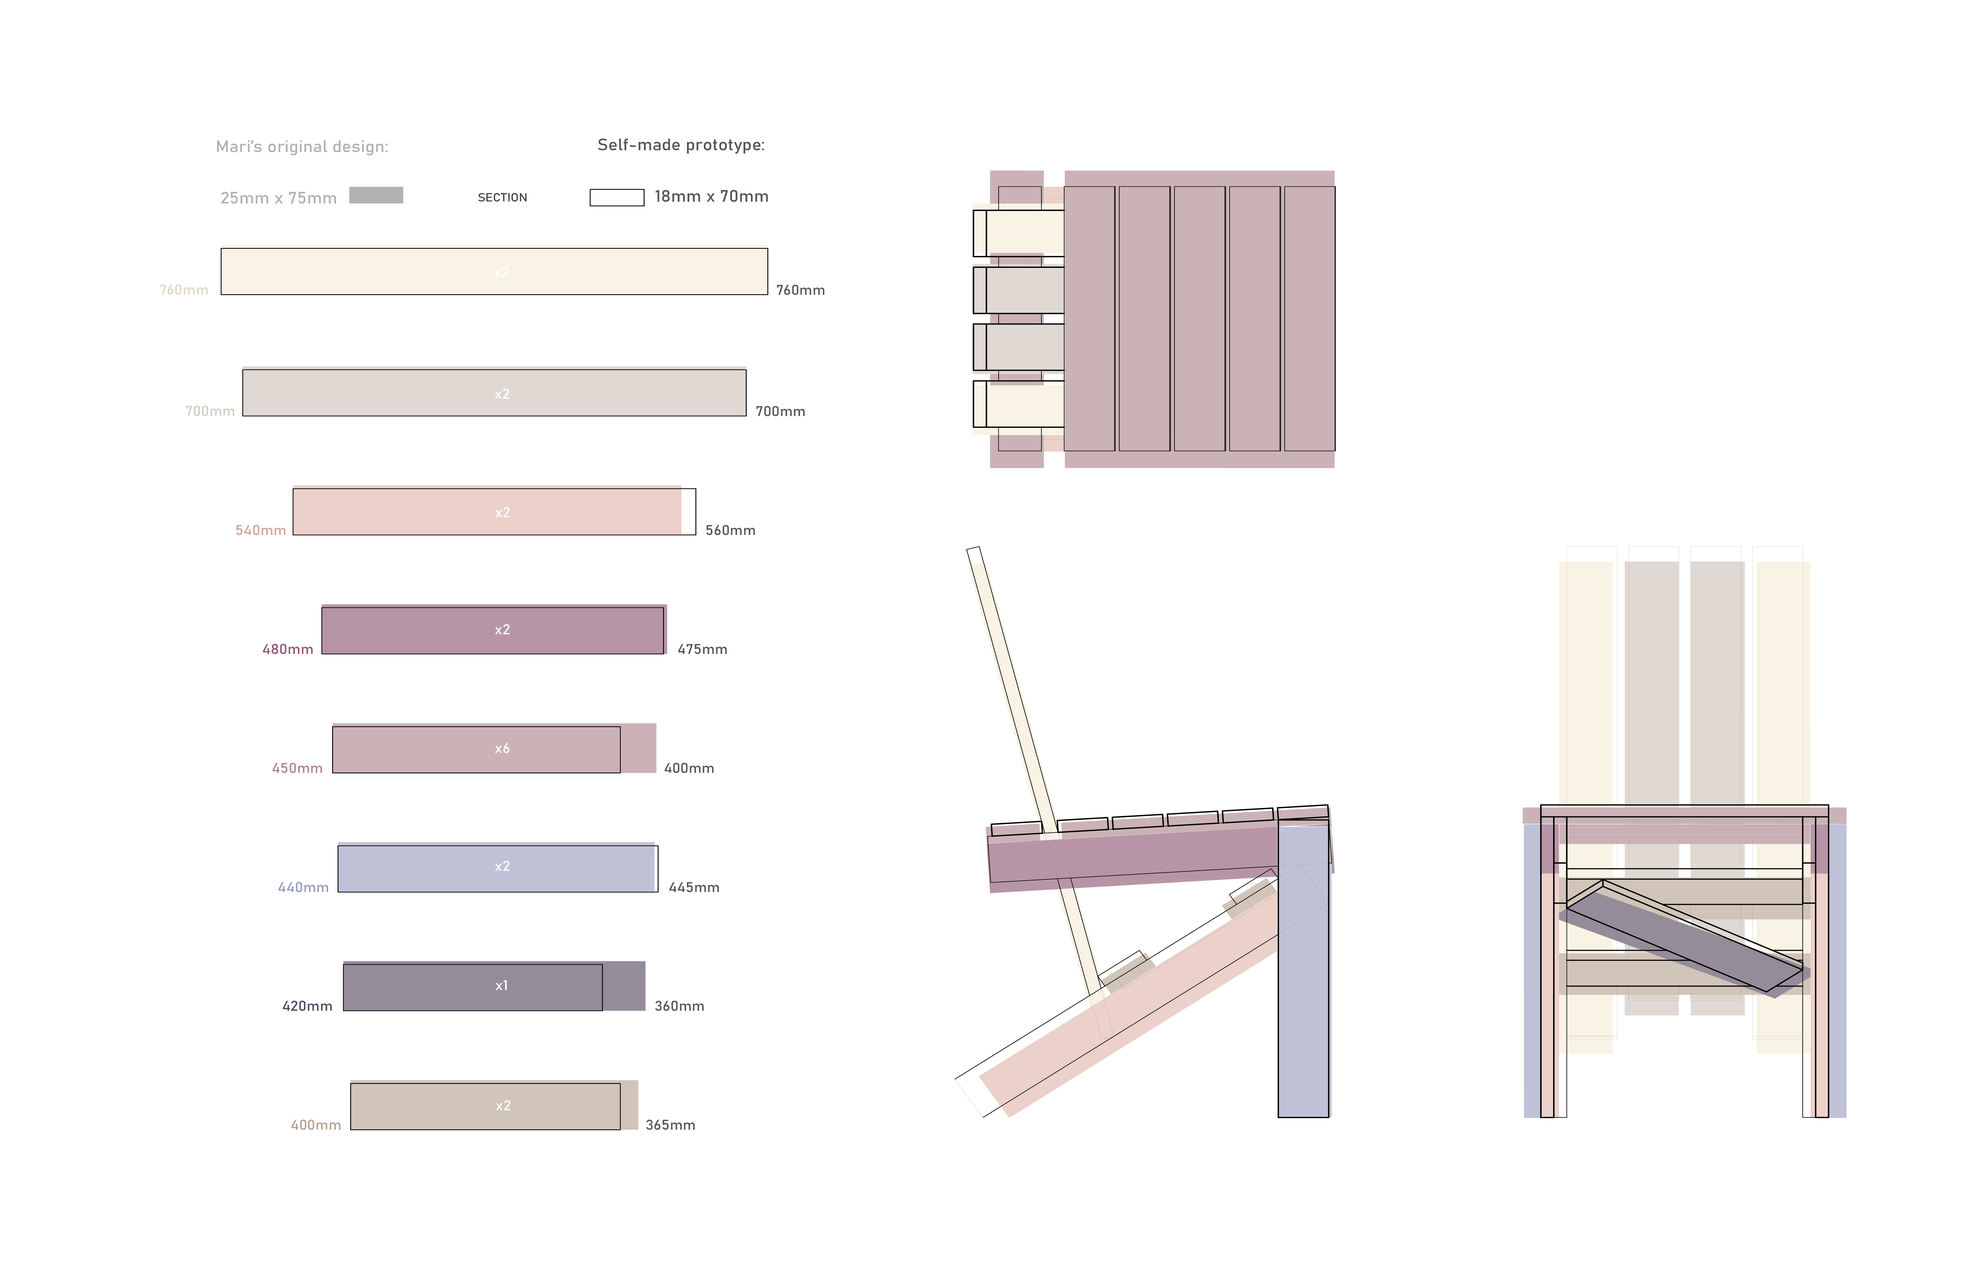 Mari's original design:
Self-made prototype:
25mm x 75mm
SECTION
18mm x 70mm
x2
760mm
760mm
x2
700mm
700mm
x2
540mm
560mm
x2
480mm
475mm
x6
450mm
400mm
x2
440mm
445mm
x1
420mm
360mm
x2
400mm
365mm